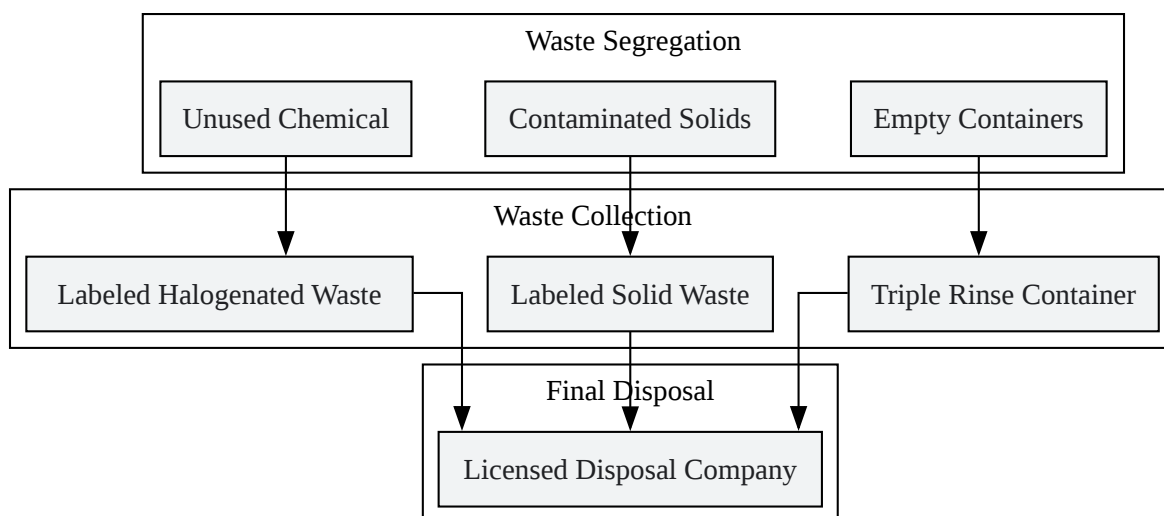 Waste Segregation
Unused Chemical
Contaminated Solids
Empty Containers
Waste Collection
Labeled Halogenated Waste
Labeled Solid Waste
Triple Rinse Container
Final Disposal
Licensed Disposal Company